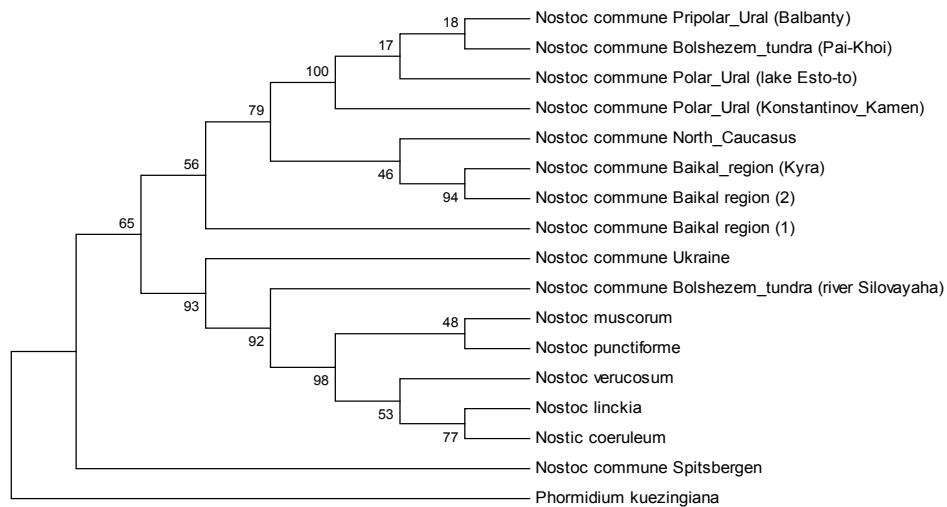 18
Nostoc commune Pripolar_Ural (Balbanty)
17
Nostoc commune Bolshezem_tundra (Pai-Khoi)
100
Nostoc commune Polar_Ural (lake Esto-to)
79
Nostoc commune Polar_Ural (Konstantinov_Kamen)
Nostoc commune North_Caucasus
56
46
Nostoc commune Baikal_region (Kyra)
94
Nostoc commune Baikal region (2)
65
Nostoc commune Baikal region (1)
Nostoc commune Ukraine
93
Nostoc commune Bolshezem_tundra (river Silovayaha)
92
48
Nostoc muscorum
Nostoc punctiforme
98
Nostoc verucosum
53
Nostoc linckia
77
Nostic coeruleum
Nostoc commune Spitsbergen
Phormidium kuezingiana